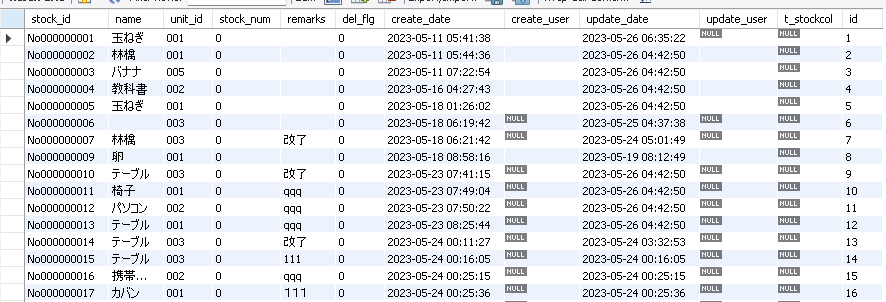 stock_id name unit_id stock_num remarks del_flg create_date create_user update_date update_user t_stockcol id
No000000001 玉ねぎ 001 0 0 2023-05-11 05:41:38 2023-05-26 06:35:22 NULL NULL 1
No000000002 林檎 001 0 0 2023-05-11 05:44:36 2023-05-26 04:42:50 NULL 2
No000000003 バナナ 005 0 0 2023-05-11 07:22:54 2023-05-26 04:42:50 NULL 3
No000000004 教科書 002 0 0 2023-05-16 04:27:43 2023-05-26 04:42:50 NULL 4
No000000005 玉ねぎ 001 0 0 2023-05-18 01:26:02 2023-05-26 04:42:50 NULL 5
No000000006 003 0 0 2023-05-18 06:19:42 NULL 2023-05-25 04:37:38 NULL NULL 6
No000000007 林檎 003 0 改了 0 2023-05-18 06:21:42 NULL 2023-05-24 05:01:49 NULL NULL 7
No000000009 卵 001 0 0 2023-05-18 08:58:16 2023-05-19 08:12:49 NULL 8
No000000010 テーブル 003 0 改了 0 2023-05-23 07:41:15 NULL 2023-05-26 04:42:50 NULL NULL 9
No000000011 椅子 001 0 qqq 0 2023-05-23 07:49:04 NULL 2023-05-26 04:42:50 NULL NULL 10
No000000012 パソコン 002 0 qqq 0 2023-05-23 07:50:22 NULL 2023-05-26 04:42:50 NULL NULL 11
No000000013 テーブル 001 0 qqq 0 2023-05-23 08:25:44 NULL 2023-05-26 04:42:50 NULL NULL 12
No000000014 テーブル 003 0 改了 0 2023-05-24 00:11:27 NULL 2023-05-24 03:32:53 NULL NULL 13
No000000015 テーブル 003 0 111 0 2023-05-24 00:16:05 NULL 2023-05-24 00:16:05 NULL NULL 14
No000000016 携帯... 002 0 qqq 0 2023-05-24 00:25:15 NULL 2023-05-24 00:25:15 NULL NULL 15
No000000017 カバン 001 0 111 0 2023-05-24 00:25:36 NULL 2023-05-24 00:25:36 NULL NULL 16